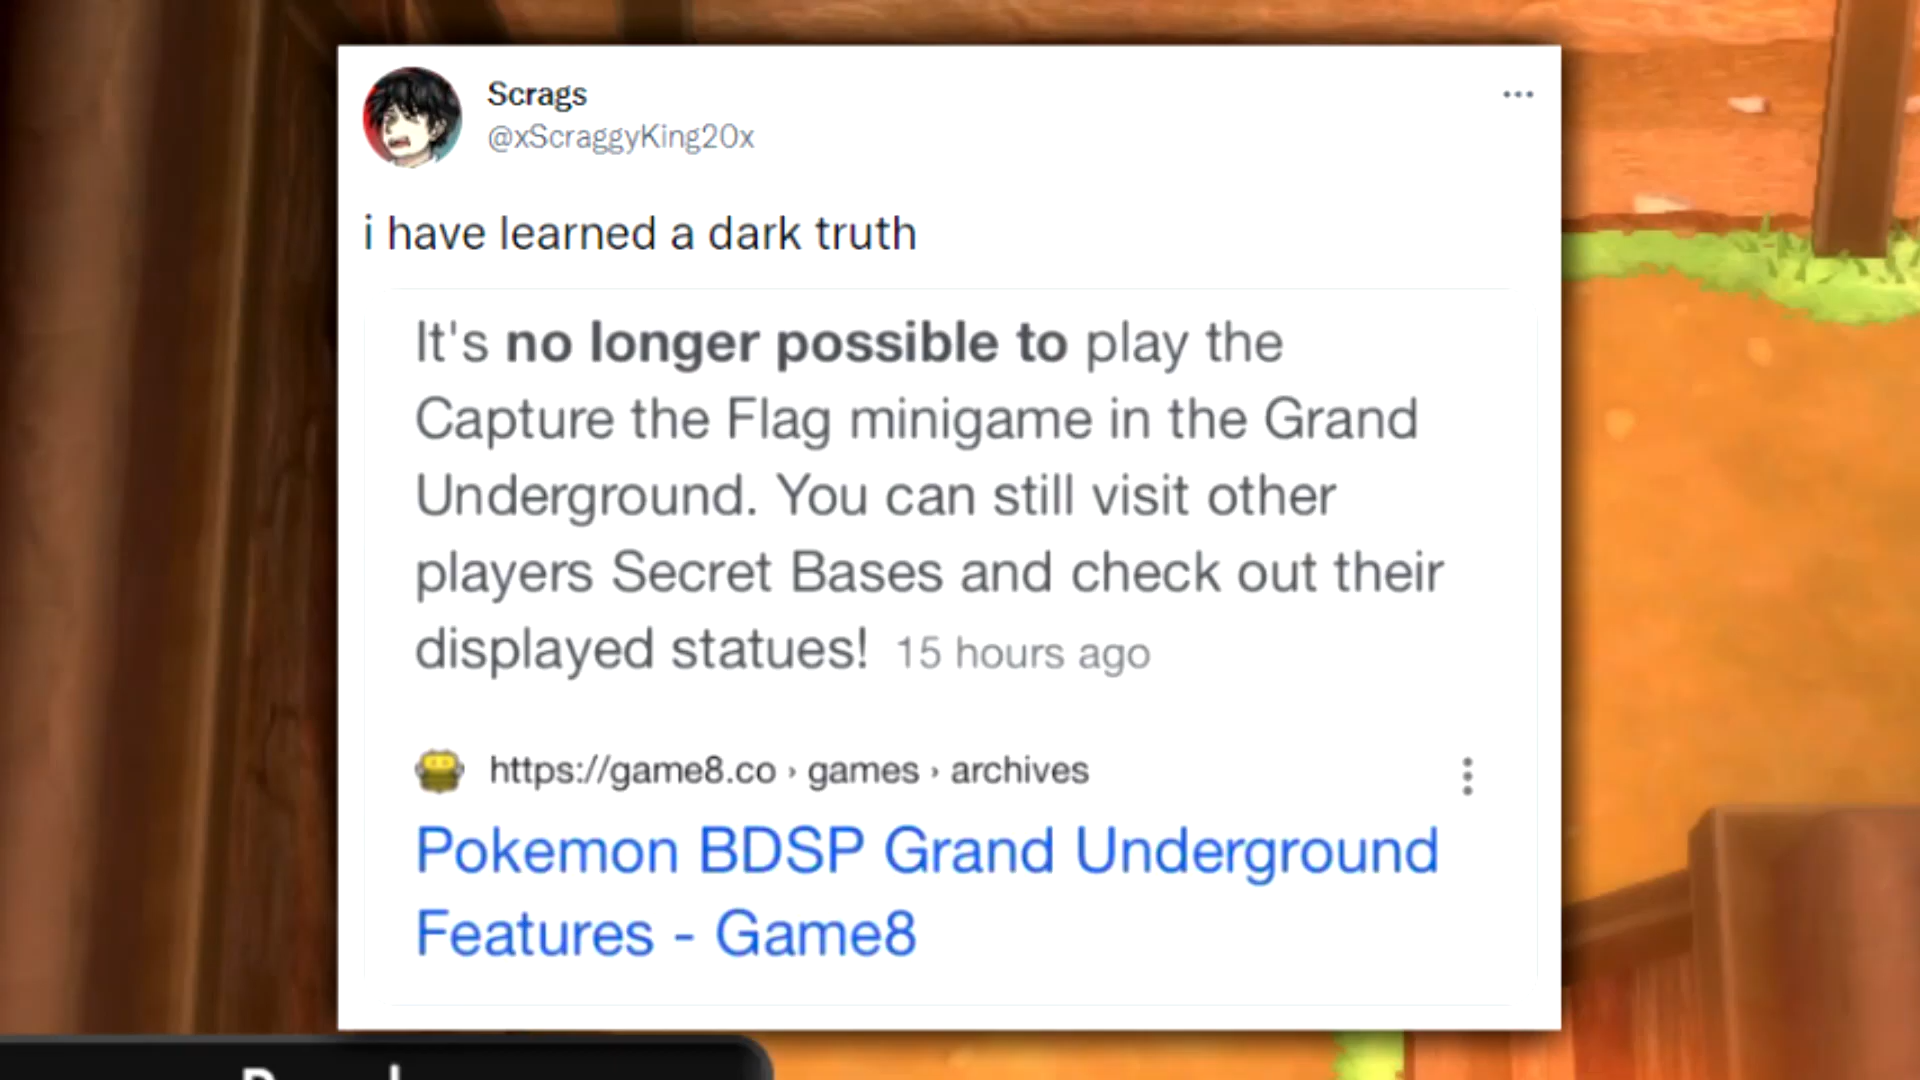 Scrags
@xScraggyKing20x
i have learned a dark truth
It's no longer possible to play the
Capture the Flag minigame in the Grand
Underground. You can still visit other
players Secret Bases and check out their
displayed statues! 15 hours ago
https://game8.co › games › archives
Pokemon BDSP Grand Underground
Features - Game8